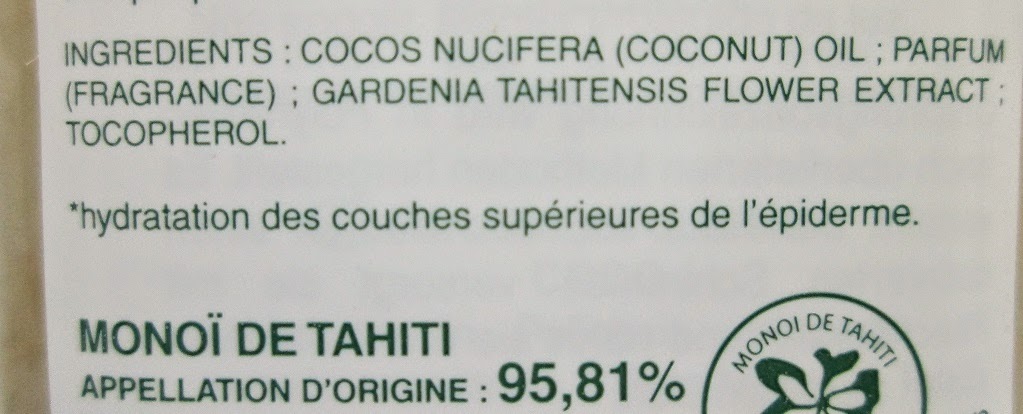 INGREDIENTS : COCOS NUCIFERA (COCONUT) OIL ; PARFUM
(FRAGRANCE) ; GARDENIA TAHITENSIS FLOWER EXTRACT ;
TOCOPHEROL.
*hydratation des couches supérieures de l'épiderme.
MONOÏ DE TAHITI
APPELLATION D'ORIGINE : 95,81%
MONOI DE TAHITI